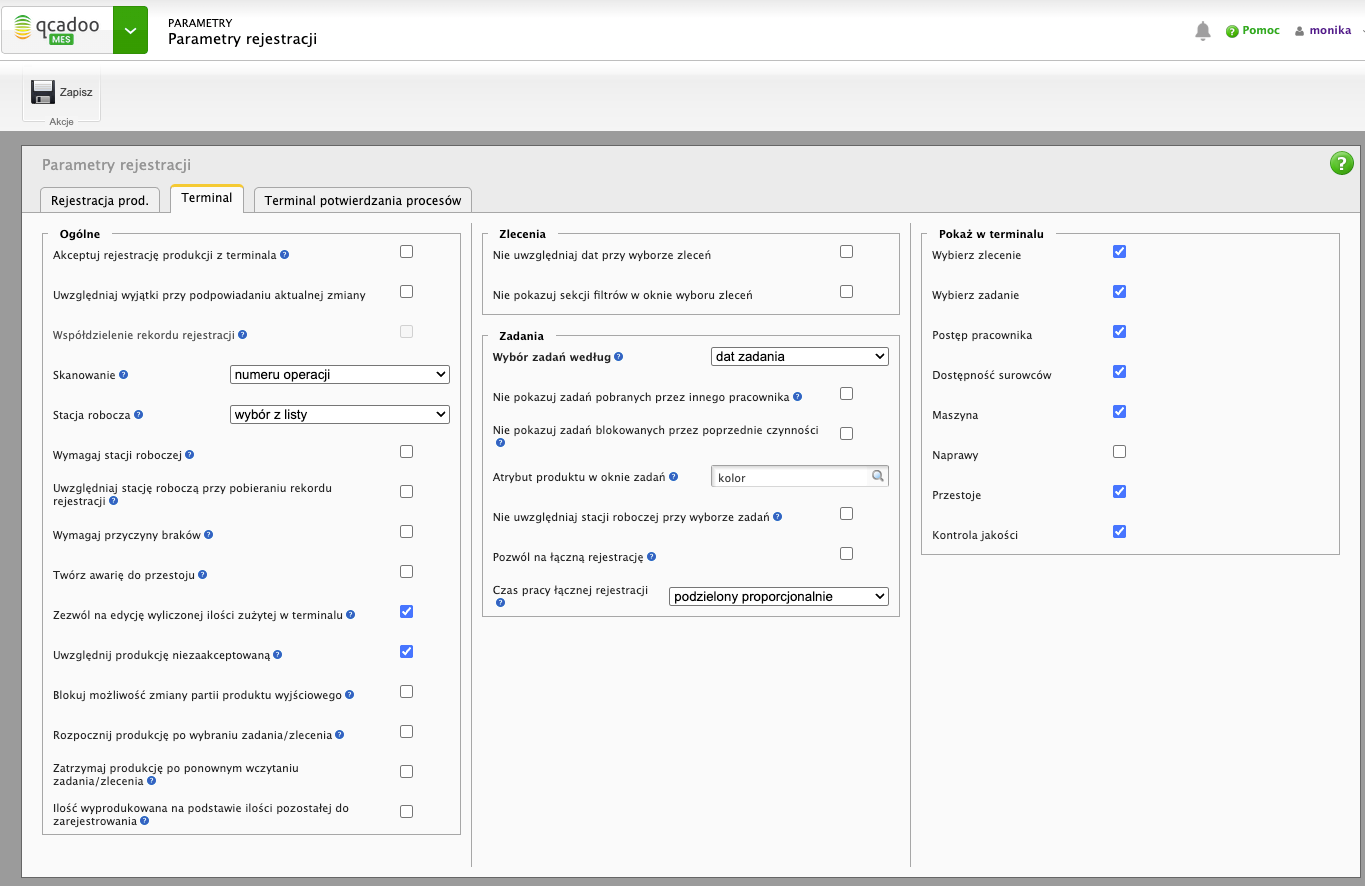 qcadoo
MES
PARAMETRY
Parametry rejestracji
Pomoc
monika
Zapisz
Akcje
Parametry rejestracji
Rejestracja prod.
Terminal
Terminal potwierdzania procesów
Ogólne
Akceptuj rejestrację produkcji z terminala
Uwzględniaj wyjątki przy podpowiadaniu aktualnej zmiany
Współdzielenie rekordu rejestracji
Skanowanie
numeru operacji
Stacja robocza
wybór z listy
Wymagaj stacji roboczej
Uwzględniaj stację roboczą przy pobieraniu rekordu
rejestracji
Wymagaj przyczyny braków
Twórz awarię do przestoju
Zezwól na edycję wyliczonej ilości zużytej w terminalu
Uwzględnij produkcję niezaakceptowaną
Blokuj możliwość zmiany partii produktu wyjściowego
Rozpocznij produkcję po wybraniu zadania/zlecenia
Zatrzymaj produkcję po ponownym wczytaniu
zadania/zlecenia
Ilość wyprodukowana na podstawie ilości pozostałej do
zarejestrowania
Zlecenia
Nie uwzględniaj dat przy wyborze zleceń
Nie pokazuj sekcji filtrów w oknie wyboru zleceń
Zadania
Wybór zadań według
dat zadania
Nie pokazuj zadań pobranych przez innego pracownika
Nie pokazuj zadań blokowanych przez poprzednie czynności
Atrybut produktu w oknie zadań
kolor
Nie uwzględniaj stacji roboczej przy wyborze zadań
Pozwól na łączną rejestrację
Czas pracy łącznej rejestracji
podzielony proporcjonalnie
Pokaż w terminalu
Wybierz zlecenie
Wybierz zadanie
Postęp pracownika
Dostępność surowców
Maszyna
Naprawy
Przestoje
Kontrola jakości